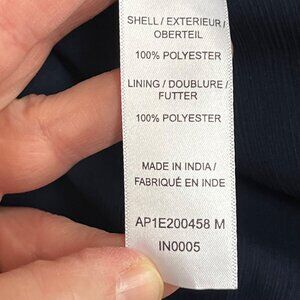 SHELL / EXTERIEUR /
OBERTEIL
100% POLYESTER
LINING / DOUBLURE /
FUTTER
100% POLYESTER
MADE IN INDIA /
FABRIQUÉ EN INDE
AP1E200458 M
IN0005